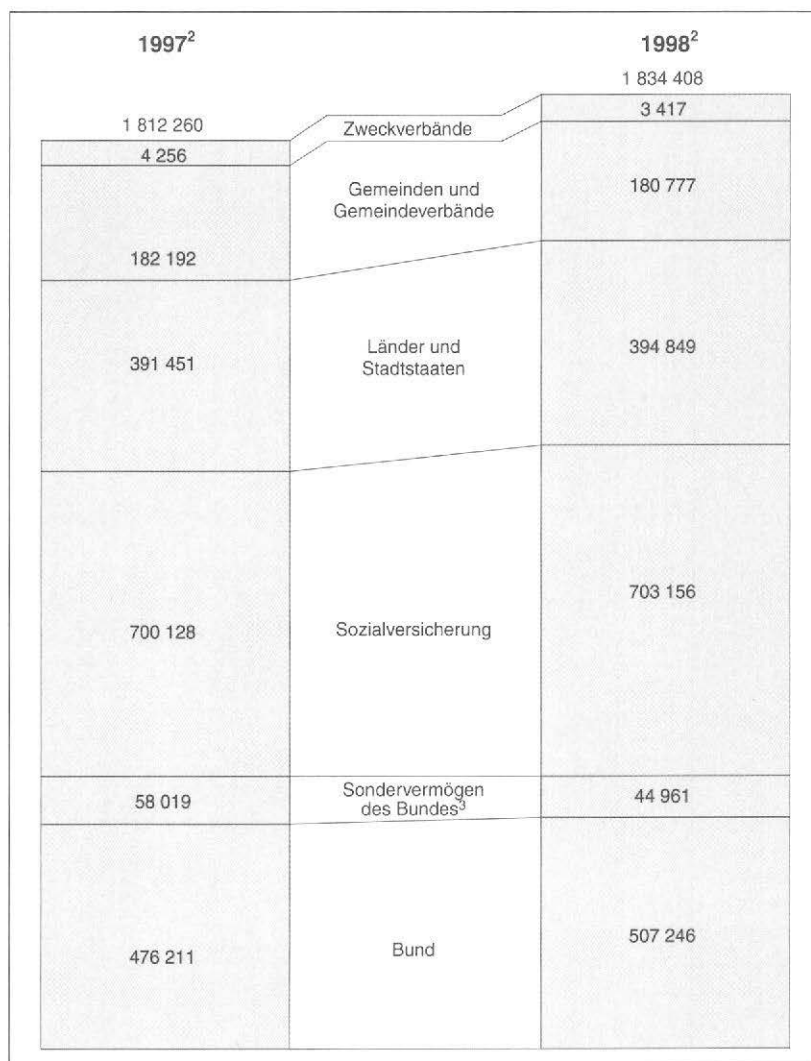 1997²
1998²
1 834 408
1 812 260
Zweckverbände
3 417
4 256
Gemeinden und
Gemeindeverbände
180 777
182 192
391 451
Länder und
Stadtstaaten
394 849
700 128
Sozialversicherung
703 156
58 019
Sondervermögen
des Bundes³
44 961
476 211
Bund
507 246